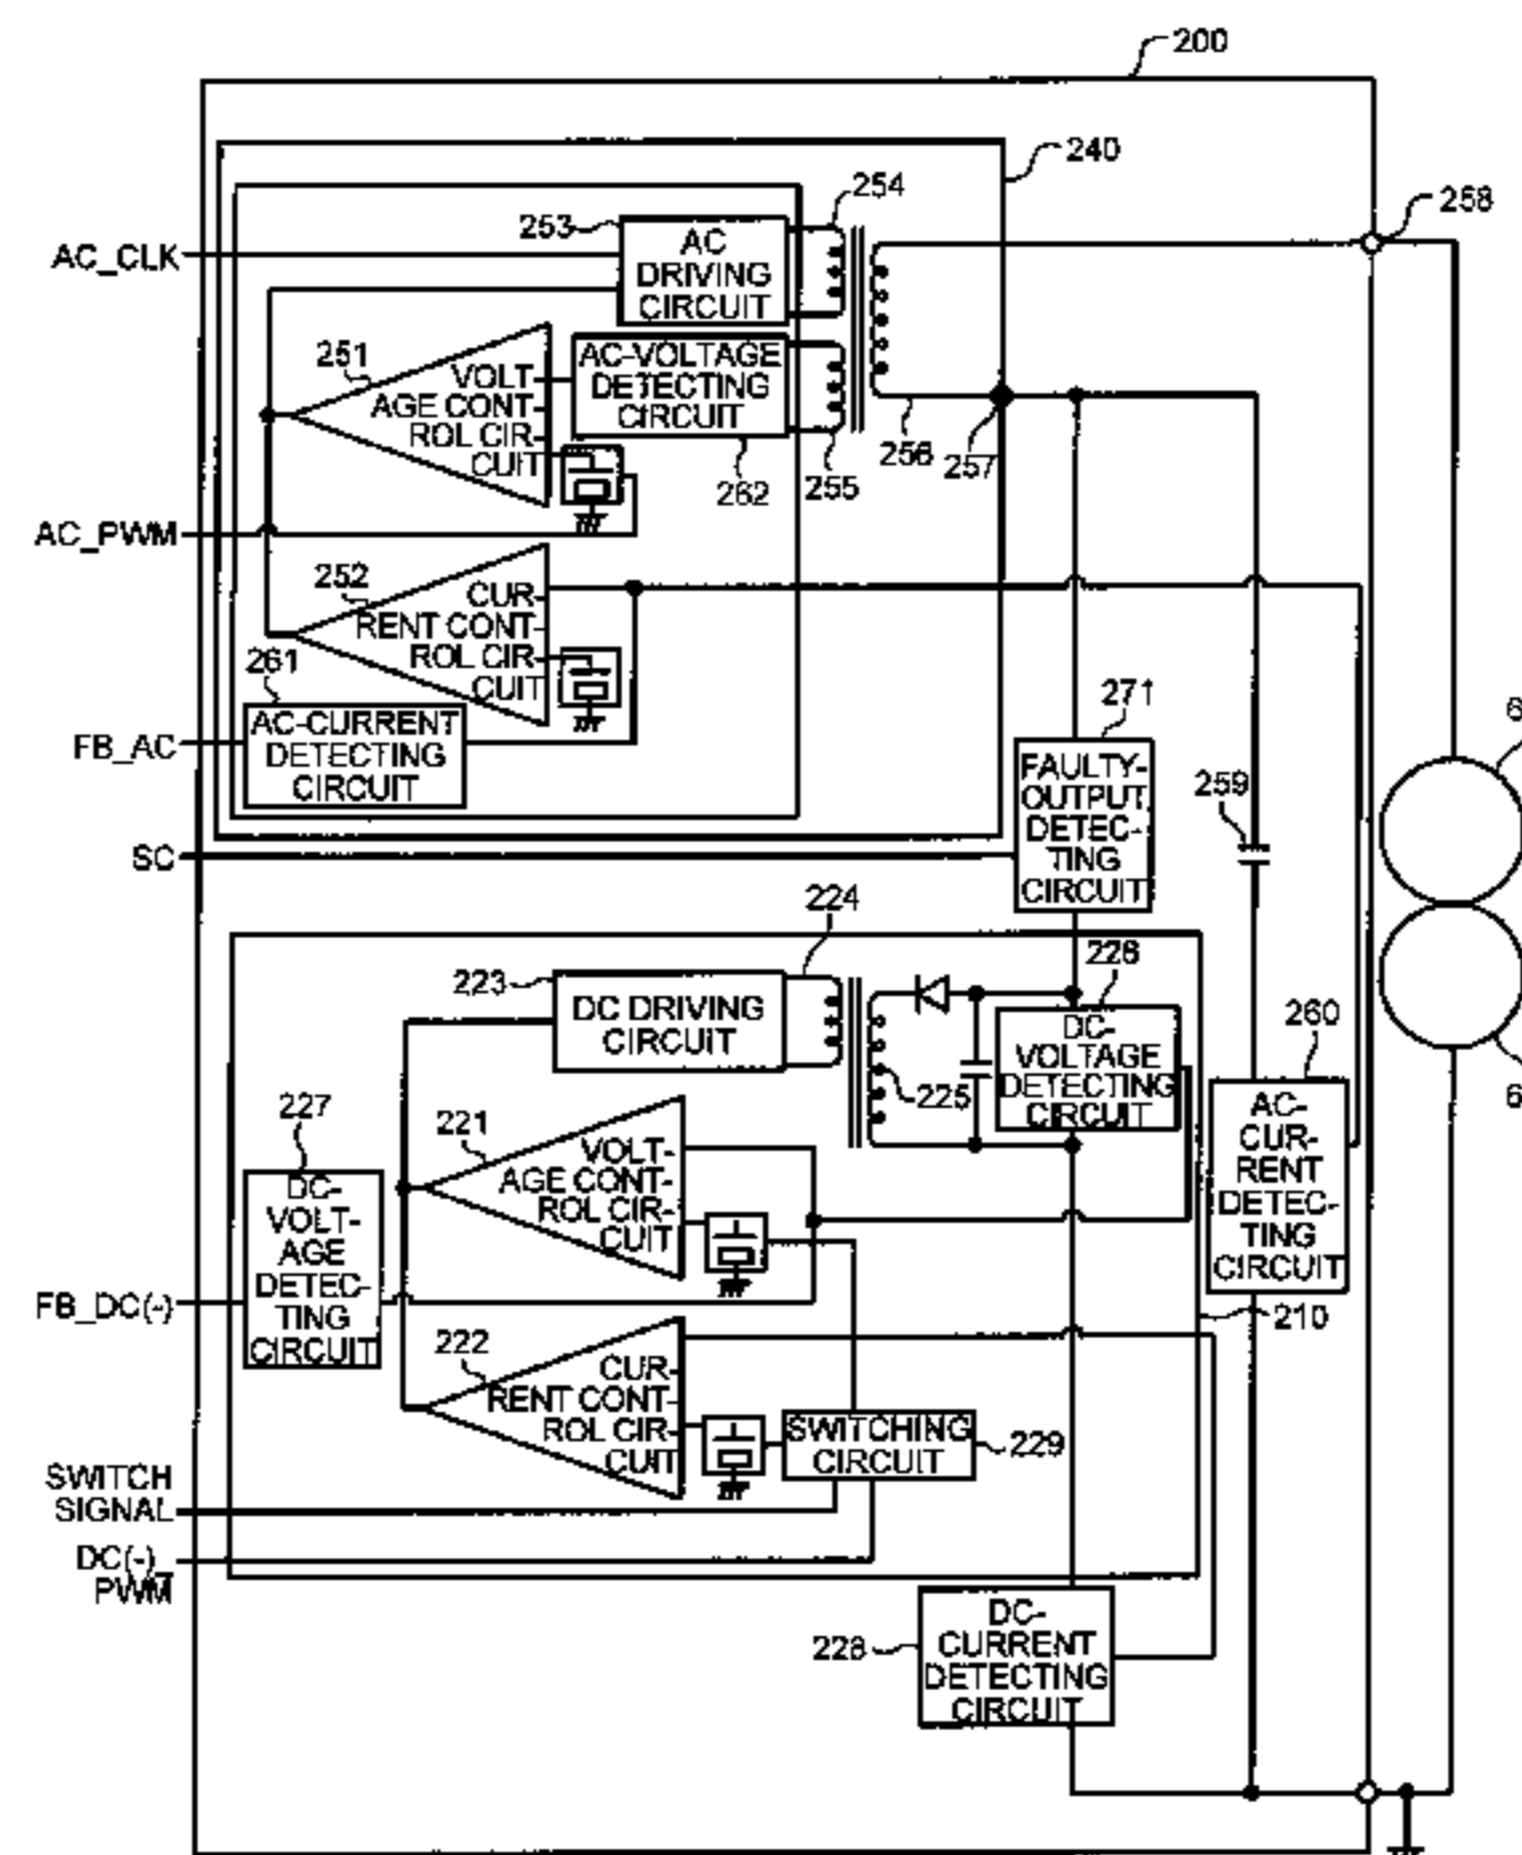 200
240
254
258
253
AC_CLK
AC
DRIVING
CIRCUIT
251
VOLT
AGE CONT
ROL CIR
CUIT
AC-VOLTAGE
DETECTING
CIRCUIT
256
257
262
255
AC_PWM
252
CUR
RENT CONT
ROL CIR
CUIT
261
AC-CURRENT
DETECTING
CIRCUIT
FB_AC
271
FAULTY-
OUTPUT
DETEC-
TING
CIRCUIT
259
6
SC
224
226
223
DC DRIVING
CIRCUIT
DC-
VOLTAGE
DETECTING
CIRCUIT
225
260
6
AC-
CUR-
RENT
DETEC-
TING
CIRCUIT
227
DC-
VOLT-
AGE
DETEC-
TING
CIRCUIT
221
VOLT-
AGE CONT-
ROL CIR-
CUIT
FB_DC(-)
210
222
CUR-
RENT CONT-
ROL CIR-
CUIT
SWITCHING
CIRCUIT
229
SWITCH
SIGNAL
DC(-)_
PWM
228
DC-
CURRENT
DETECTING
CIRCUIT